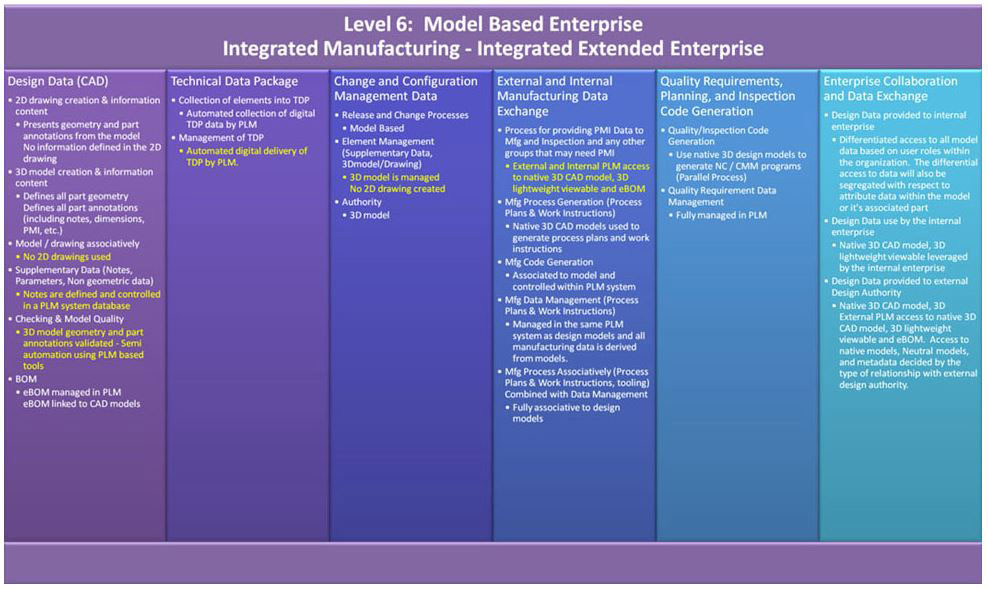 Level 6:  Model Based Enterprise
Integrated Manufacturing - Integrated Extended Enterprise
Design Data (CAD)
• 2D drawing creation & information
content
• Presents geometry and part
annotations from the model
No information defined in the 2D
drawing
• 3D model creation & information
content
• Defines all part geometry
Defines all part annotations
(including notes, dimensions,
PMI, etc.)
• Model / drawing associatively
• No 2D drawings used
• Supplementary Data (Notes,
Parameters, Non geometric data)
• Notes are defined and controlled
in a PLM system database
• Checking & Model Quality
• 3D model geometry and part
annotations validated - Semi
automation using PLM based
tools
• BOM
• eBOM managed in PLM
eBOM linked to CAD models
Technical Data Package
• Collection of elements into TDP
• Automated collection of digital
TDP data by PLM
• Management of TDP
• Automated digital delivery of
TDP by PLM.
Change and Configuration
Management Data
• Release and Change Processes
• Model Based
• Element Management
(Supplementary Data,
3Dmodel/Drawing)
• 3D model is managed
No 2D drawing created
• Authority
• 3D model
External and Internal
Manufacturing Data
Exchange
• Process for providing PMI Data to
Mfg and Inspection and any other
groups that may need PMI
• External and Internal PLM access
to native 3D CAD model, 3D
lightweight viewable and eBOM
• Mfg Process Generation (Process
Plans & Work Instructions)
• Native 3D CAD models used to
generate process plans and work
instructions
• Mfg Code Generation
• Associated to model and
controlled within PLM system
• Mfg Data Management (Process
Plans & Work Instructions)
• Managed in the same PLM
system as design models and all
manufacturing data is derived
from models.
• Mfg Process Associatively (Process
Plans & Work Instructions, tooling)
Combined with Data Management
• Fully associative to design
models
Quality Requirements,
Planning, and Inspection
Code Generation
• Quality/Inspection Code
Generation
• Use native 3D design models to
generate NC / CMM programs
(Parallel Process)
• Quality Requirement Data
Management
• Fully managed in PLM
Enterprise Collaboration
and Data Exchange
• Design Data provided to internal
enterprise
• Differentiated access to all model
data based on user roles within
the organization.  The differential
access to data will also be
segregated with respect to
attribute data within the model
or it's associated part
• Design Data use by the internal
enterprise
• Native 3D CAD model, 3D
lightweight viewable leveraged
by the internal enterprise
• Design Data provided to external
Design Authority
• Native 3D CAD model, 3D
External PLM access to native 3D
CAD model, 3D lightweight
viewable and eBOM.  Access to
native models, Neutral models,
and metadata decided by the
type of relationship with external
design authority.